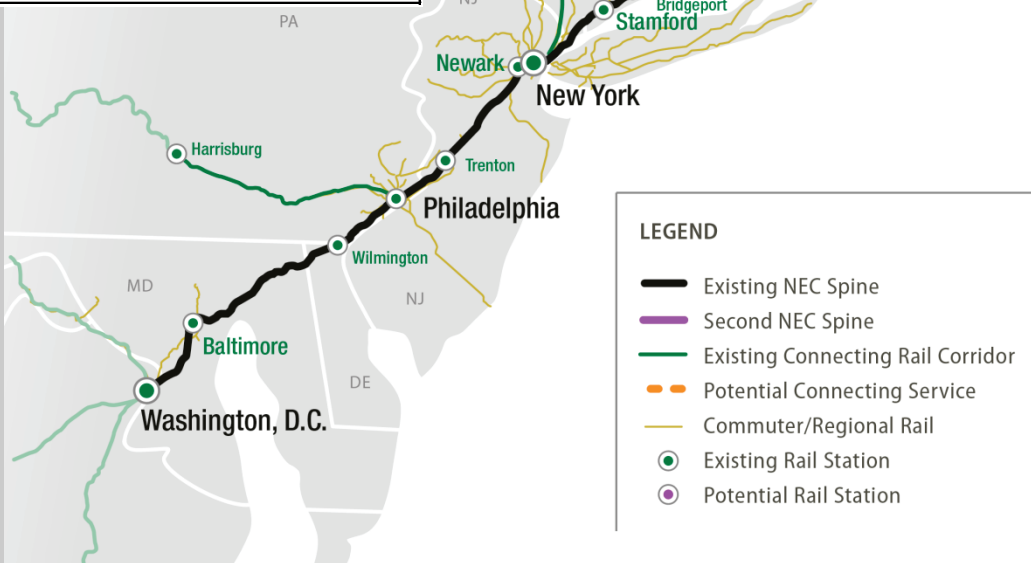 NJ
Bridgeport
Stamford
PA
Newark
New York
Harrisburg
Trenton
Philadelphia
Wilmington
MD
NJ
Baltimore
DE
Washington, D.C.
LEGEND
Existing NEC Spine
Second NEC Spine
Existing Connecting Rail Corridor
Potential Connecting Service
Commuter/Regional Rail
Existing Rail Station
Potential Rail Station